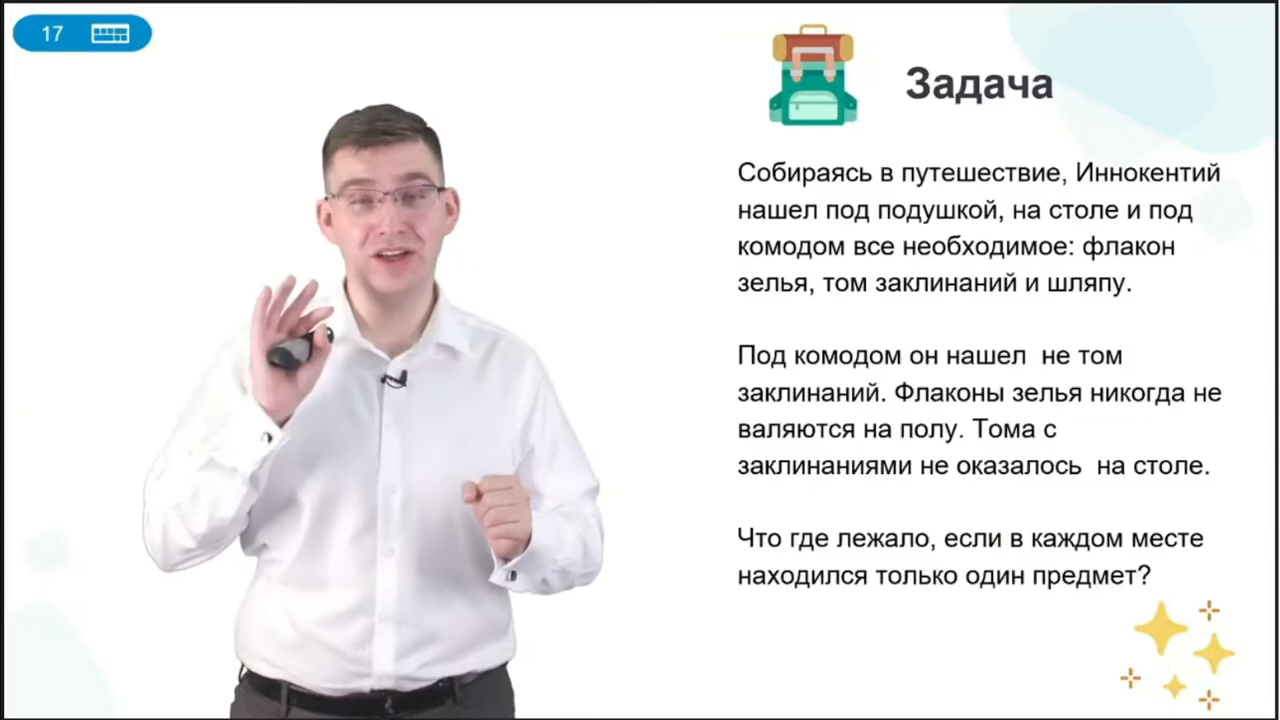 17
Задача
Собираясь в путешествие, Иннокентий
нашел под подушкой, на столе и под
комодом все необходимое: флакон
зелья, том заклинаний и шляпу.
Под комодом он нашел  не том
заклинаний. Флаконы зелья никогда не
валяются на полу. Тома с
заклинаниями не оказалось  на столе.
Что где лежало, если в каждом месте
находился только один предмет?